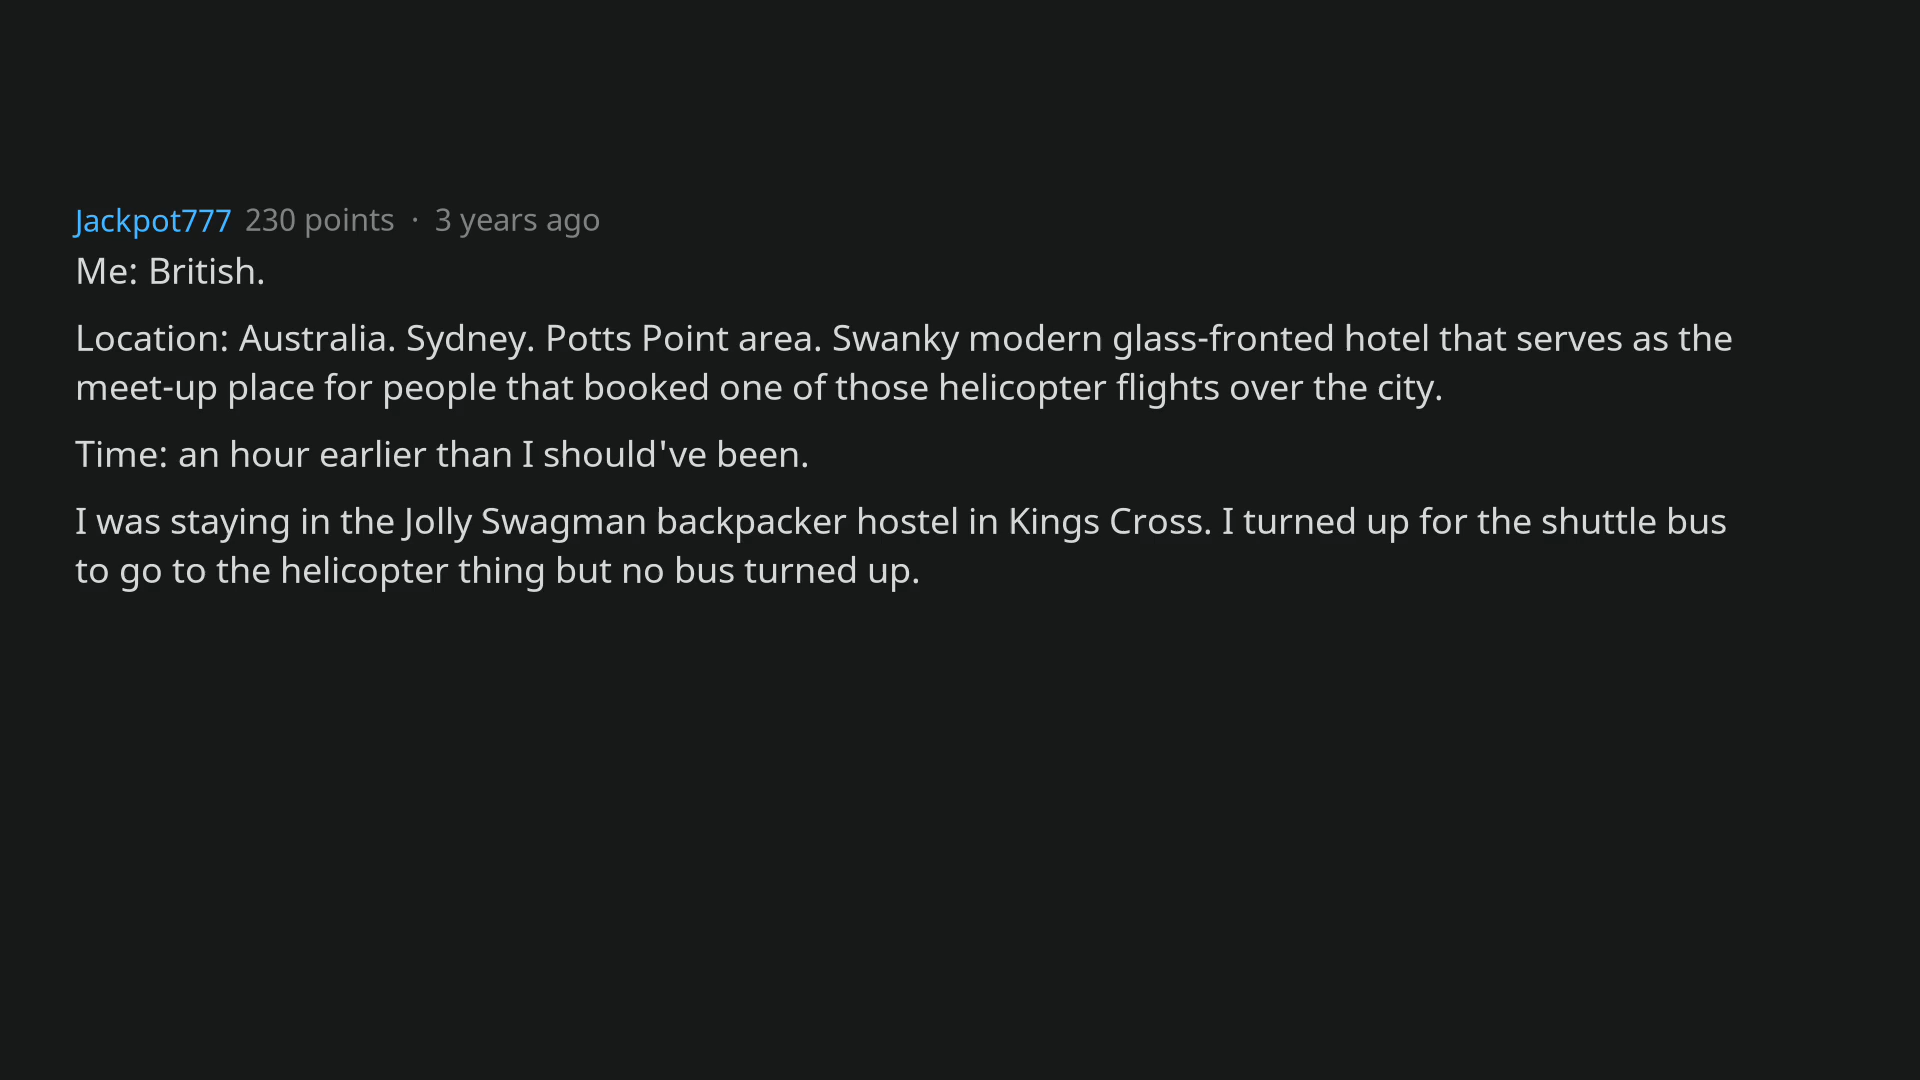 Jackpot777 230 points · 3 years ago
Me: British.
Location: Australia. Sydney. Potts Point area. Swanky modern glass-fronted hotel that serves as the
meet-up place for people that booked one of those helicopter flights over the city.
Time: an hour earlier than I should've been.
I was staying in the Jolly Swagman backpacker hostel in Kings Cross. I turned up for the shuttle bus
to go to the helicopter thing but no bus turned up.